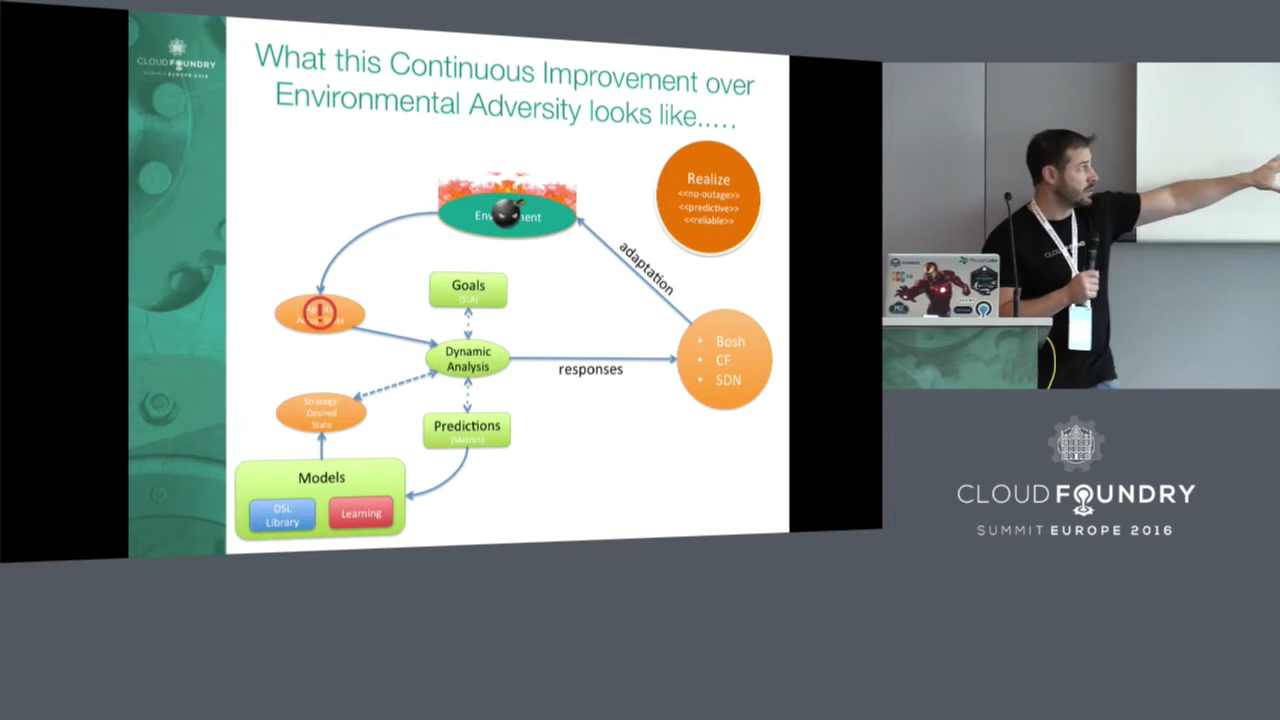 CLOUD FOUNDRY
SUMMIT EUROPE 2016
What this Continuous Improvement over
Environmental Adversity looks like.....
Realize
<<no-outage>>
<<predictive>>
<<reliable>>
adaptation
Goals
(SLA)
Dynamic
Analysis
responses
• Bosh
• CF
• SDN
Strategy-
Desired
State
Predictions
(Metrics)
Models
DSL
Library
Learning
CLOUD FOUNDRY
SUMMIT EUROPE 2016